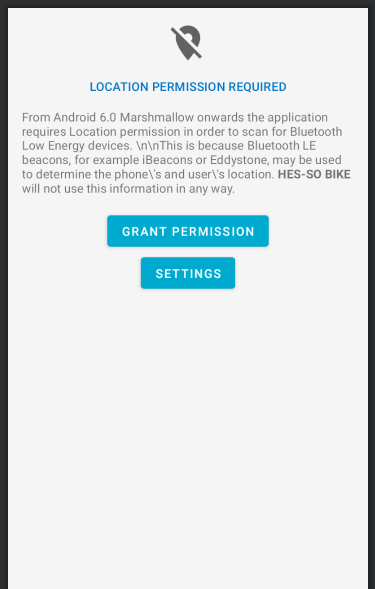 LOCATION PERMISSION REQUIRED
From Android 6.0 Marshmallow onwards the application
requires Location permission in order to scan for Bluetooth
Low Energy devices. \n\nThis is because Bluetooth LE
beacons, for example iBeacons or Eddystone, may be used
to determine the phone\'s and user\'s location. HES-SO BIKE
will not use this information in any way.
GRANT PERMISSION
SETTINGS